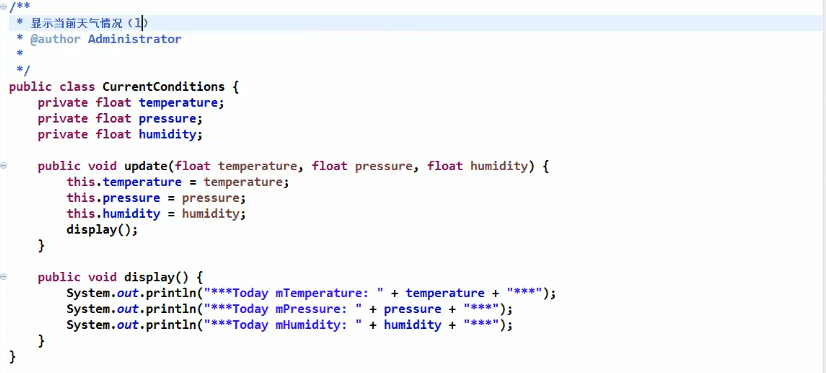 /**
 * 显示当前天气情况（l）
 * @author Administrator
 *
 */
public class CurrentConditions {
    private float temperature;
    private float pressure;
    private float humidity;

    public void update(float temperature, float pressure, float humidity) {
        this.temperature = temperature;
        this.pressure = pressure;
        this.humidity = humidity;
        display();
    }

    public void display() {
        System.out.println("***Today mTemperature: " + temperature + "***");
        System.out.println("***Today mPressure: " + pressure + "***");
        System.out.println("***Today mHumidity: " + humidity + "***");
    }
}